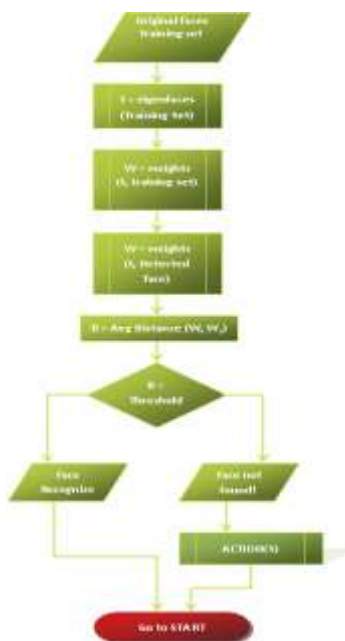 Original Faces
Training set
E = eigenfaces
(Training Set)
W = weights
(E, training set)
W = weights
(E, Detected
face)
D = Avg Distance (W, W
Threshold
Face
Recognize
Face not
found!
ACTION(S)
Go to START